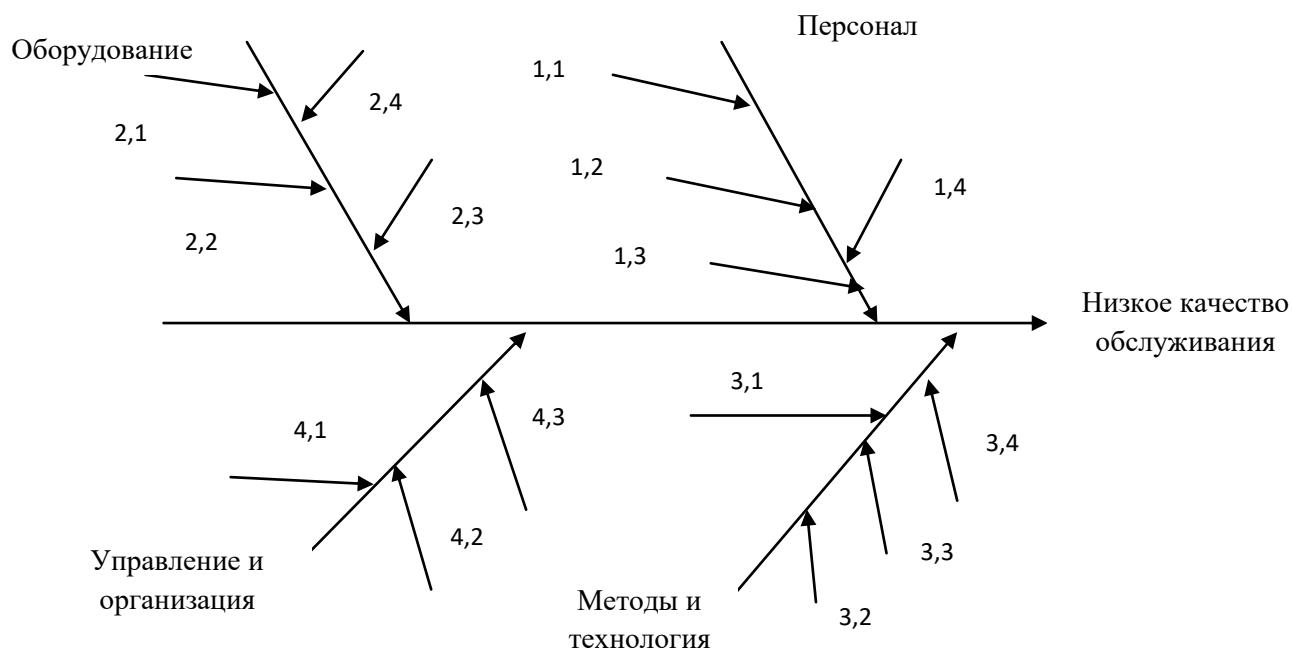 Персонал
Оборудование
1,1
2,4
2,1
1,2
1,4
2,3
2,2
1,3
Низкое качество
обслуживания
3,1
4,3
4,1
3,4
4,2
3,3
Управление и
организация
Методы и
технология
3,2